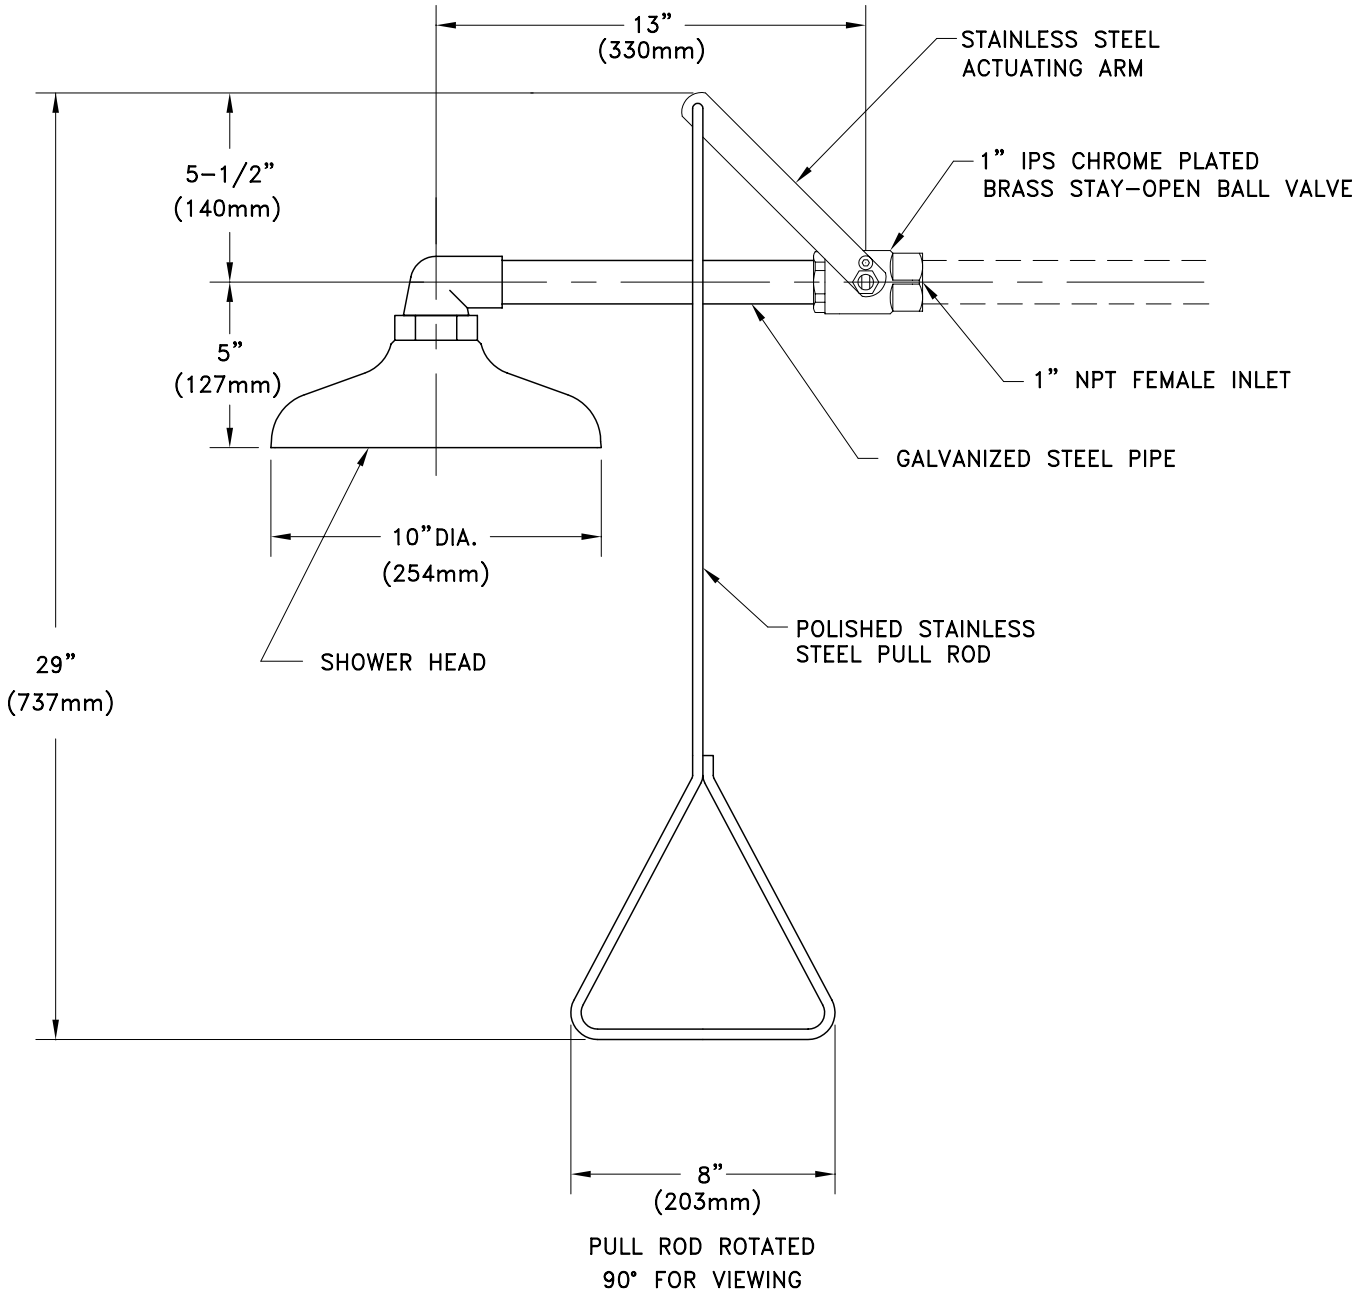 13”
(330mm)
STAINLESS STEEL
ACTUATING ARM
5-1/2”
(140mm)
1” IPS CHROME PLATED
BRASS STAY-OPEN BALL VALVE
5”
(127mm)
1” NPT FEMALE INLET
GALVANIZED STEEL PIPE
10” DIA.
(254mm)
POLISHED STAINLESS
STEEL PULL ROD
SHOWER HEAD
29”
(737mm)
8”
(203mm)
PULL ROD ROTATED
90° FOR VIEWING